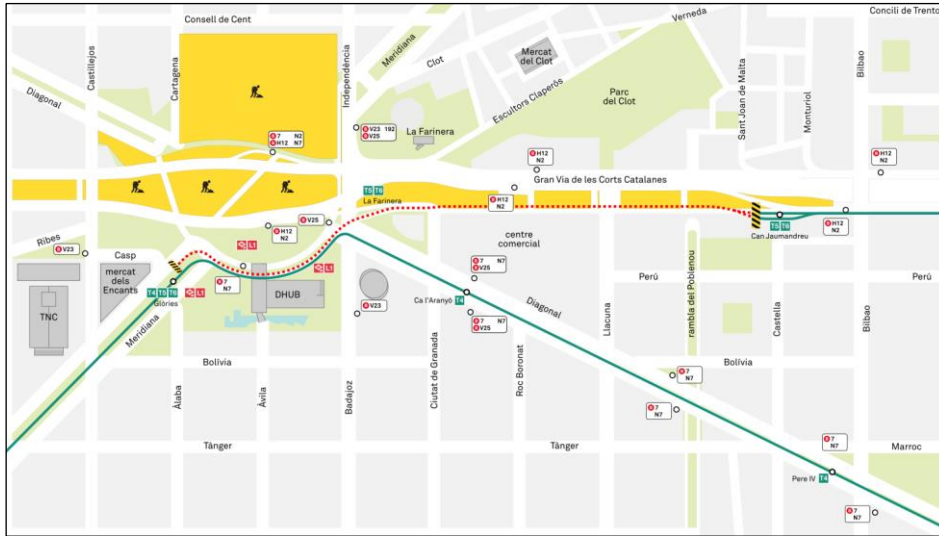 Consell de Cent
Concili de Trento
Verneda
Castillejos
Cartagena
Independència
Meridiana
Clot
Mercat
del Clot
Escultors Claperós
Parc
del Clot
Sant Joan de Malta
Monturiol
Bilbao
Diagonal
7 N2
H12 N7
V23 192
V25
La Farinera
H12
N2
H12
N2
Gran Via de les Corts Catalanes
T5 T6
La Farinera
H12
N2
V25
H12
N2
T5 T6
Can Jaumandreu
H12
N2
Ribes
V23
Casp
mercat
dels
Encants
L1
7
N7
L1
centre
comercial
7 N7
V25
Perú
Perú
TNC
T4 T5 T6
Glòries
L1
DHUB
V23
Ca l'Aranyó T4
Diagonal
7 N7
V25
Llacuna
rambla del Poblenou
Castella
Bilbao
Meridiana
Bolívia
Bolívia
Àlaba
Àvila
Badajoz
Ciutat de Granada
Roc Boronat
7
N7
7
N7
Tànger
Tànger
7
N7
Marroc
Pere IV T4
7
N7